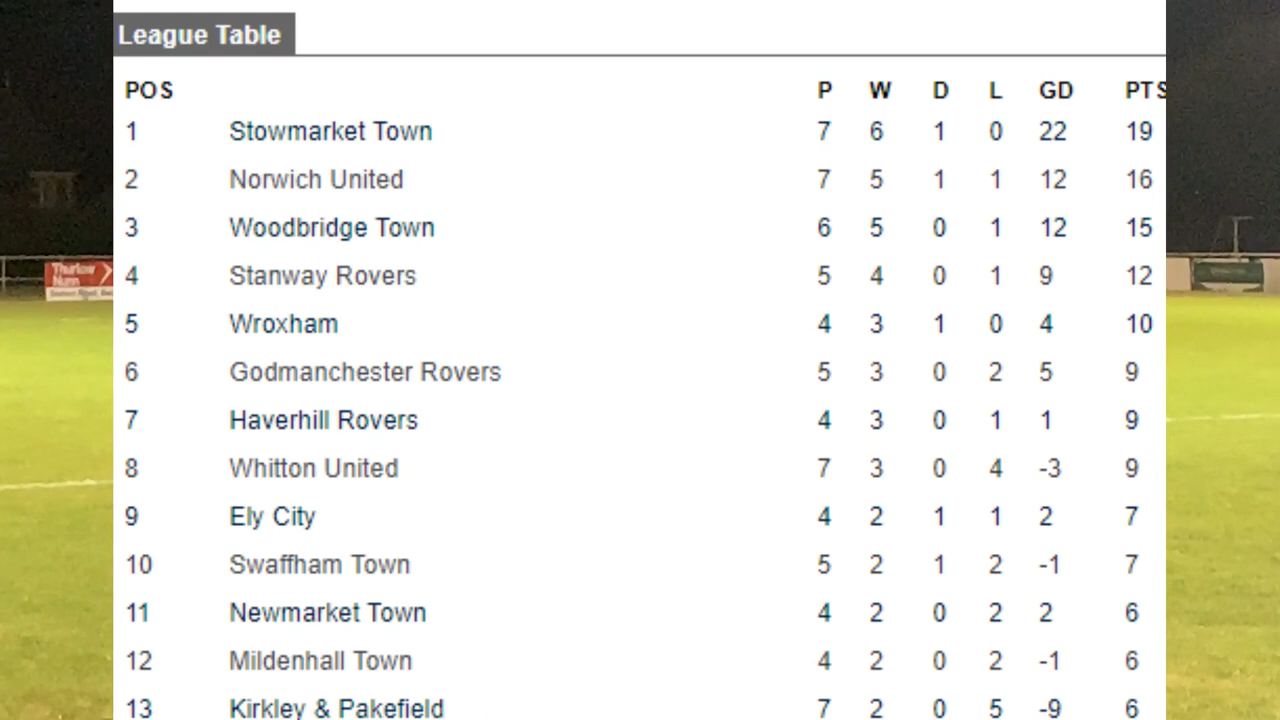 League Table
POS P W D L GD PTS
1 Stowmarket Town 7 6 1 0 22 19
2 Norwich United 7 5 1 1 12 16
3 Woodbridge Town 6 5 0 1 12 15
4 Stanway Rovers 5 4 0 1 9 12
5 Wroxham 4 3 1 0 4 10
6 Godmanchester Rovers 5 3 0 2 5 9
7 Haverhill Rovers 4 3 0 1 1 9
8 Whitton United 7 3 0 4 -3 9
9 Ely City 4 2 1 1 2 7
10 Swaffham Town 5 2 1 2 -1 7
11 Newmarket Town 4 2 0 2 2 6
12 Mildenhall Town 4 2 0 2 -1 6
13 Kirkley & Pakefield 7 2 0 5 -9 6
Thurlow
Nunn